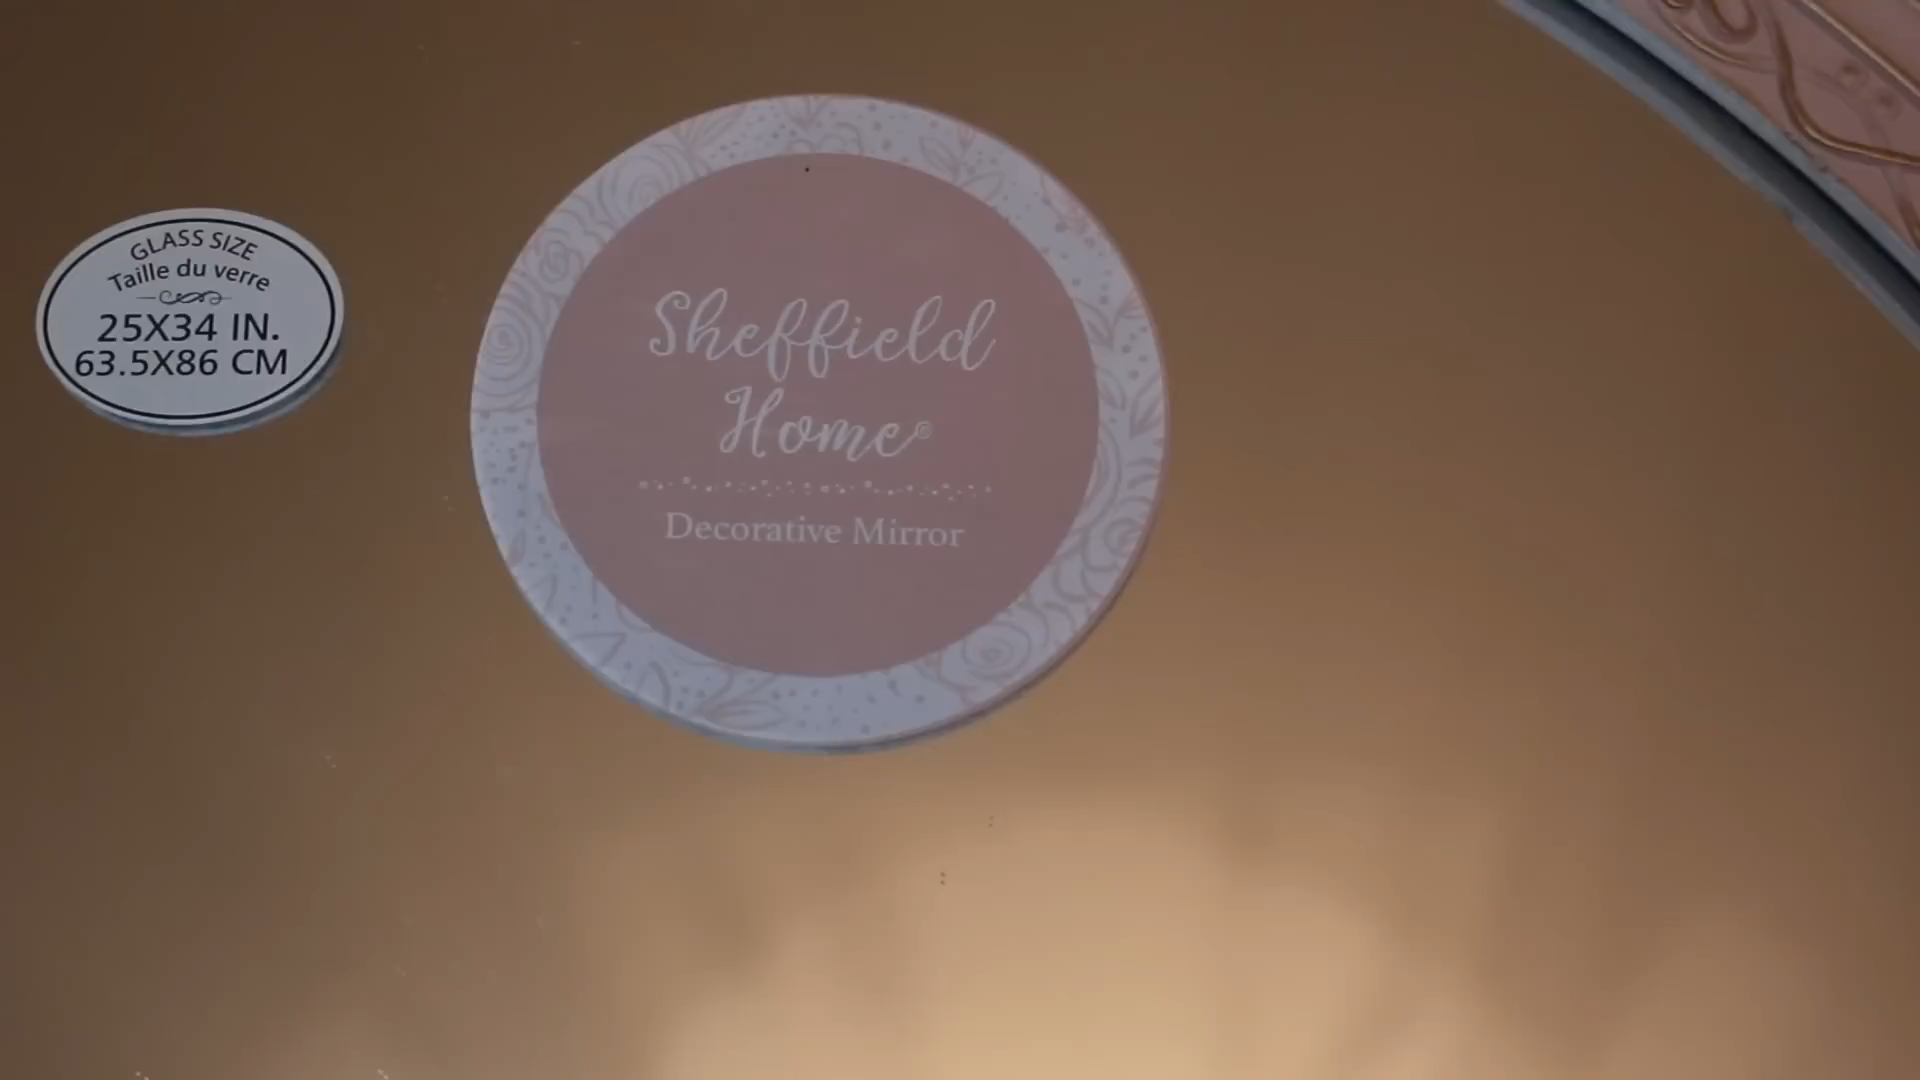 GLASS SIZE
Taille du verre
25X34 IN.
63.5X86 CM
Sheffield
Home®
Decorative Mirror